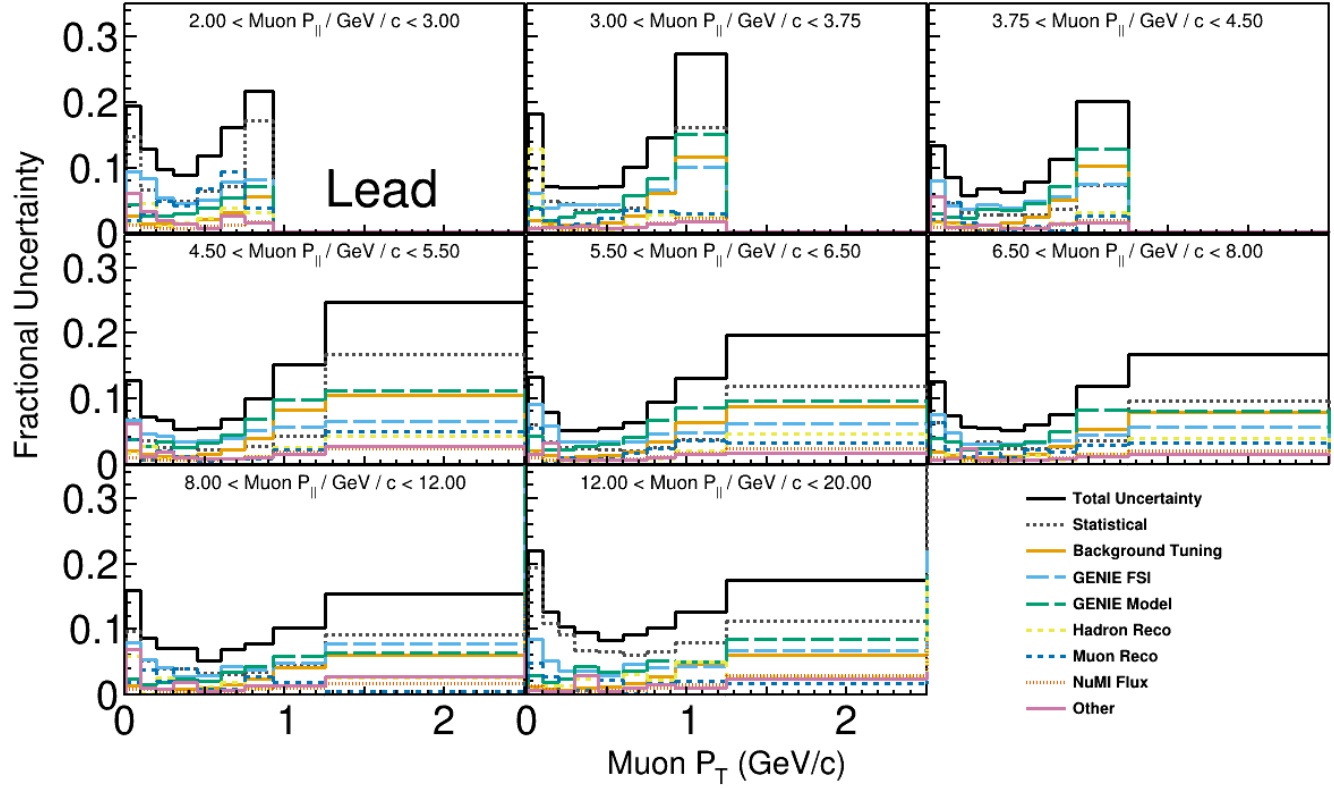 2.00 < Muon P|| / GeV / c < 3.00
3.00 < Muon P|| / GeV / c < 3.75
3.75 < Muon P|| / GeV / c < 4.50
0.3
0.2
0.1
0
Lead
Fractional Uncertainty
4.50 < Muon P|| / GeV / c < 5.50
5.50 < Muon P|| / GeV / c < 6.50
6.50 < Muon P|| / GeV / c < 8.00
0.3
0.2
0.1
0
8.00 < Muon P|| / GeV / c < 12.00
12.00 < Muon P|| / GeV / c < 20.00
0.3
0.2
0.1
0
0 1 2
0 1 2
Muon PT (GeV/c)
Total Uncertainty
Statistical
Background Tuning
GENIE FSI
GENIE Model
Hadron Reco
Muon Reco
NuMI Flux
Other